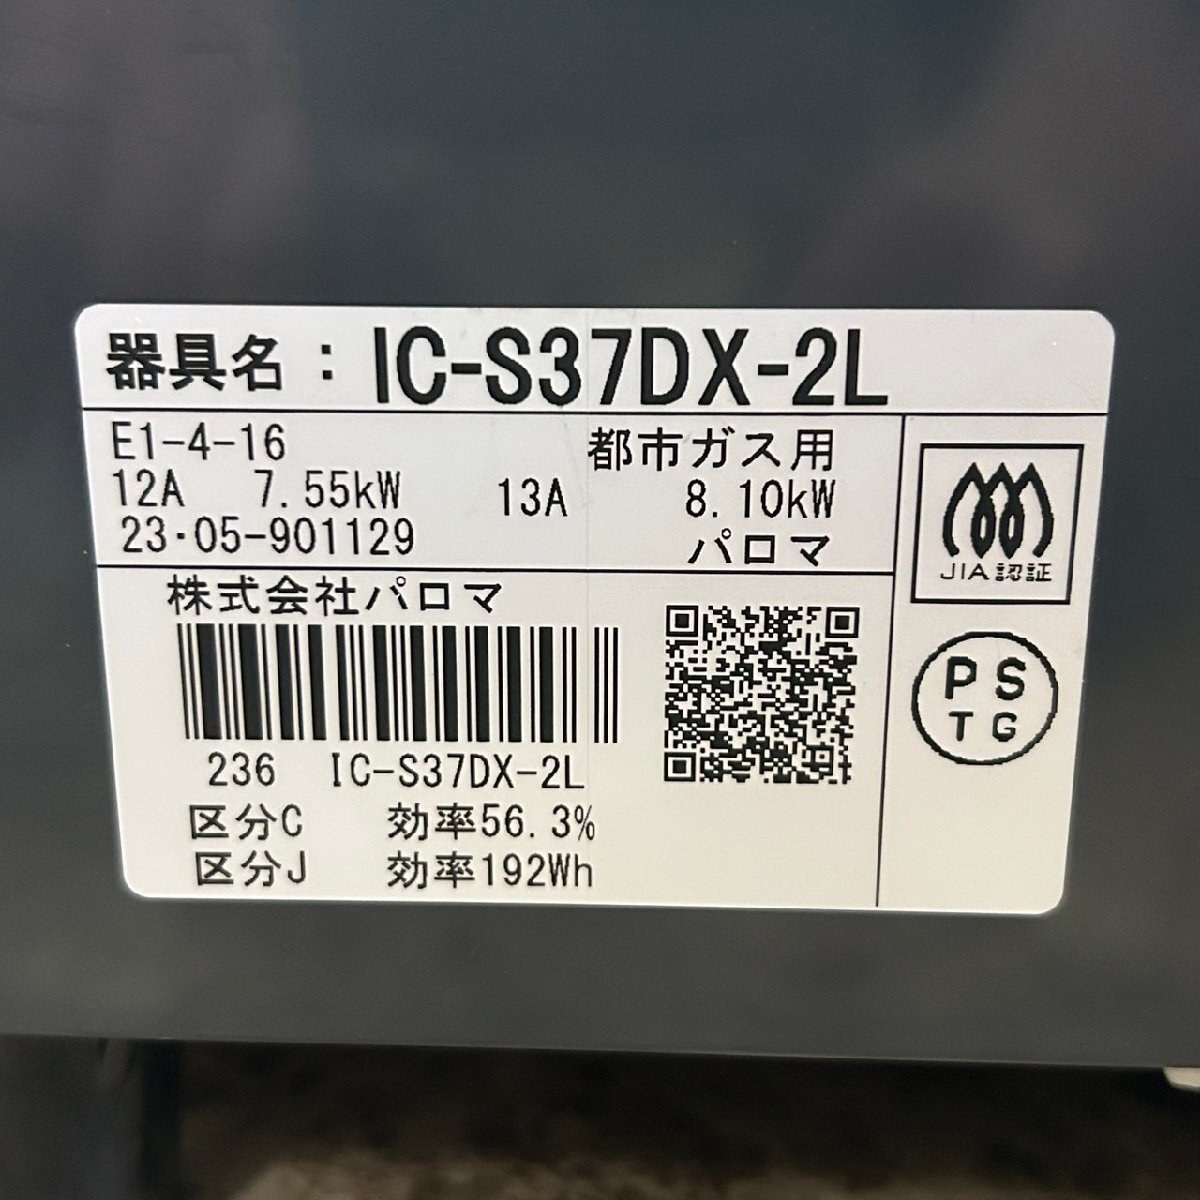 器具名：IC-S37DX-2L
E1-4-16 都市ガス用
12A 7.55kW 13A 8.10kW
23・05-901129 パロマ
JIA認証
株式会社パロマ
PS
TG
236 IC-S37DX-2L
区分C 効率56.3%
区分J 効率192Wh